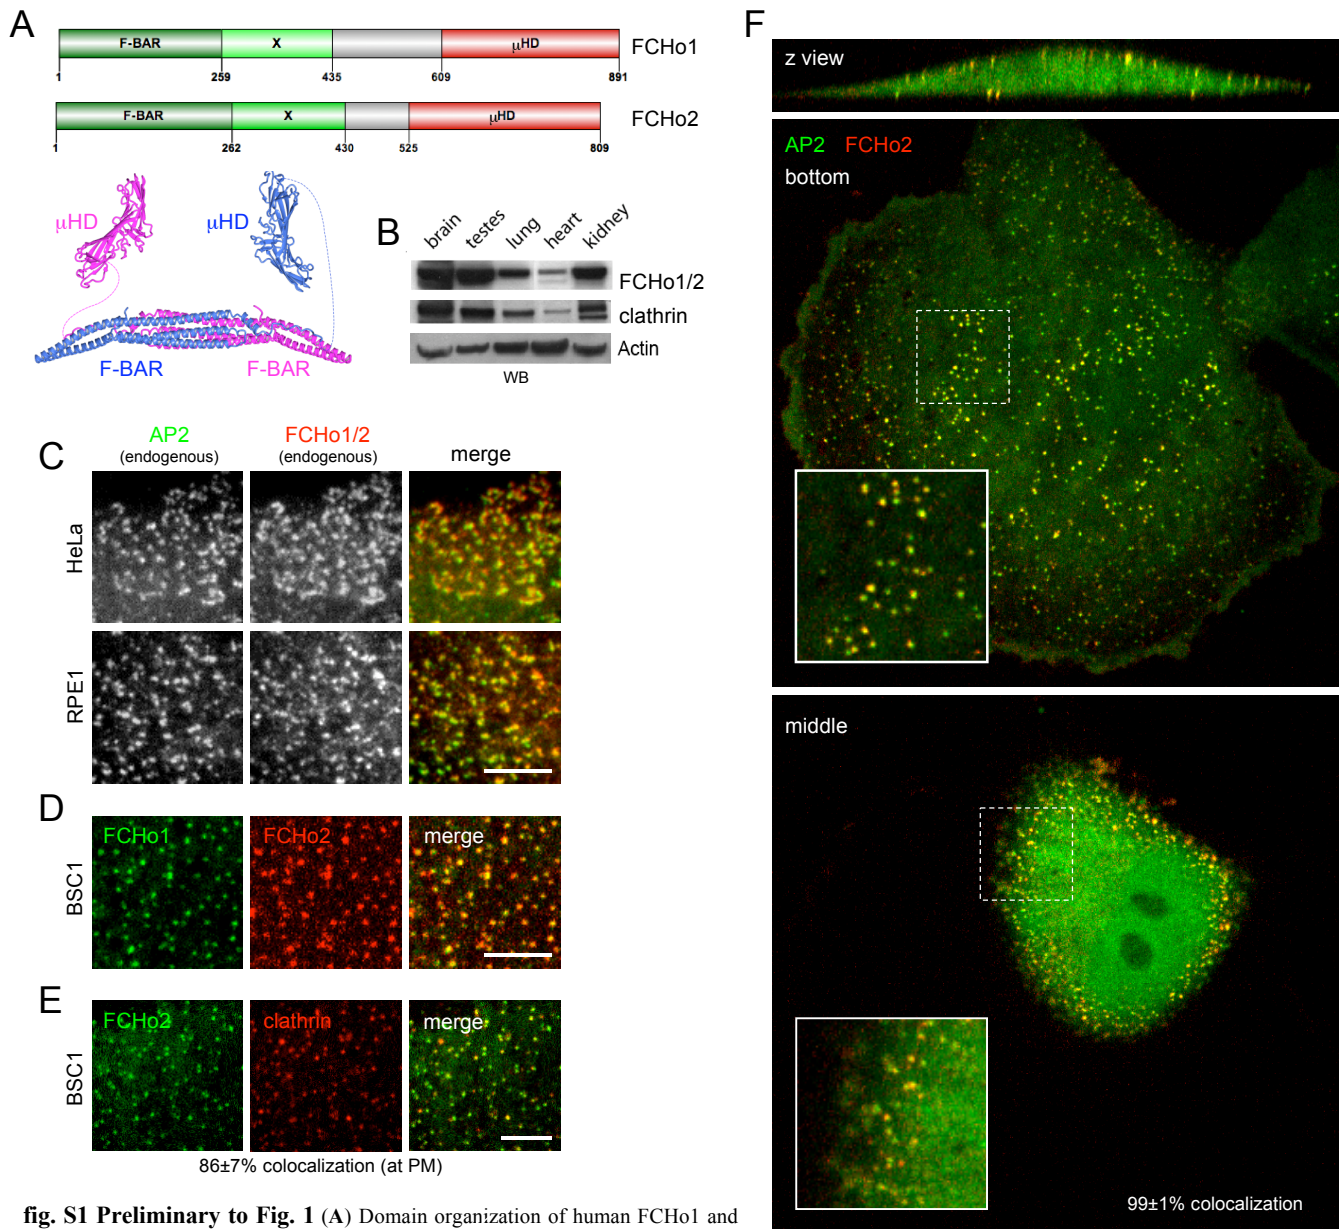 A
F-BAR X μHD FCHo1
1 259 435 609 891
F-BAR X μHD FCHo2
1 262 430 525 809
μHD μHD
F-BAR F-BAR
B
brain testes lung heart kidney
FCHo1/2
clathrin
Actin
WB
C
AP2 FCHo1/2 merge
(endogenous) (endogenous)
HeLa
RPE1
D
BSC1
FCHo1 FCHo2 merge
E
BSC1
FCHo2 clathrin merge
86±7% colocalization (at PM)
F
z view
AP2 FCHo2
bottom
middle
99±1% colocalization
fig. S1 Preliminary to Fig. 1 (A) Domain organization of human FCHo1 and